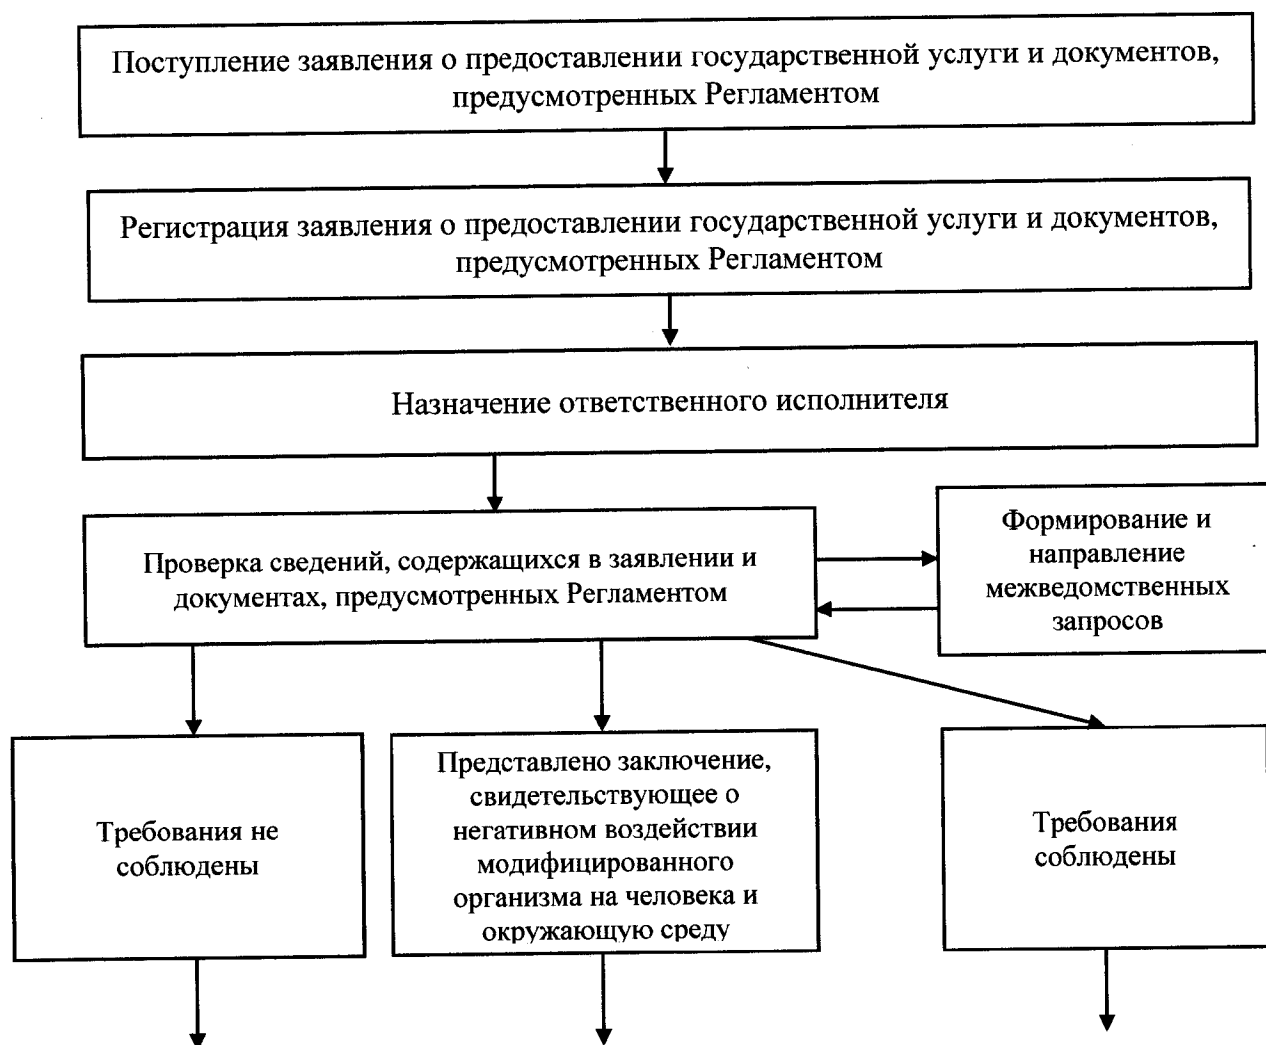 Поступление заявления о предоставлении государственной услуги и документов,
предусмотренных Регламентом
Регистрация заявления о предоставлении государственной услуги и документов,
предусмотренных Регламентом
Назначение ответственного исполнителя
Проверка сведений, содержащихся в заявлении и
документах, предусмотренных Регламентом
Формирование и
направление
межведомственных
запросов
Требования не
соблюдены
Представлено заключение,
свидетельствующее о
негативном воздействии
модифицированного
организма на человека и
окружающую среду
Требования
соблюдены